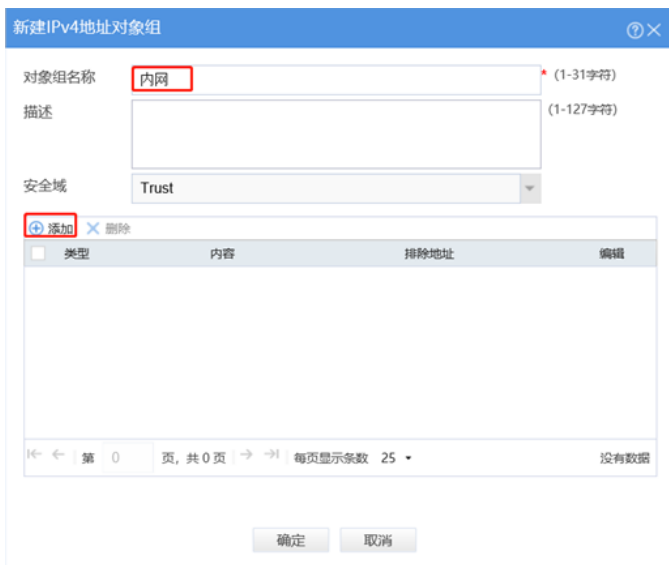 新建IPv4地址对象组
对象组名称 内网 * (1-31字符)
描述 (1-127字符)
安全域 Trust
添加 删除
类型 内容 排除地址 编辑
第 0 页, 共 0 页 每页显示条数 25 没有数据
确定 取消